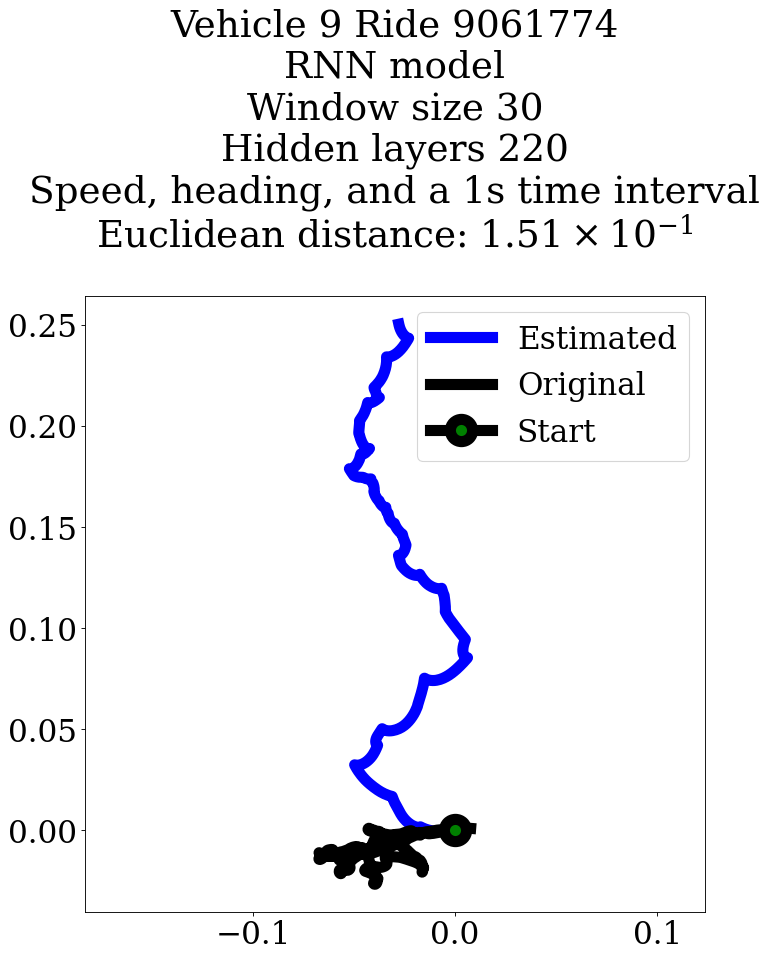 Vehicle 9 Ride 9061774
RNN model
Window size 30
Hidden layers 220
Speed, heading, and a 1s time interval
Euclidean distance: 1.51 × 10⁻¹
Estimated
Original
Start
0.25
0.20
0.15
0.10
0.05
0.00
−0.1
0.0
0.1